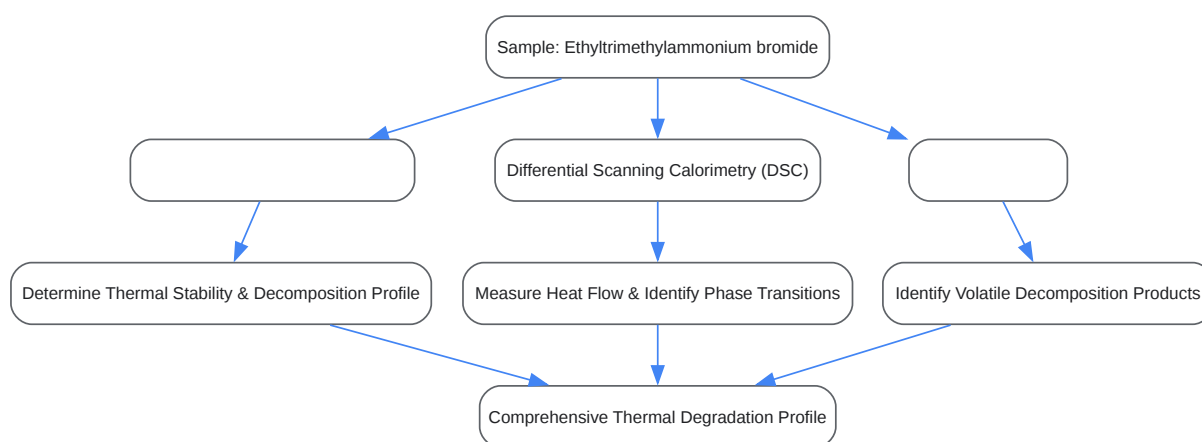 Sample: Ethyltrimethylammonium bromide
Differential Scanning Calorimetry (DSC)
Determine Thermal Stability & Decomposition Profile
Measure Heat Flow & Identify Phase Transitions
Identify Volatile Decomposition Products
Comprehensive Thermal Degradation Profile